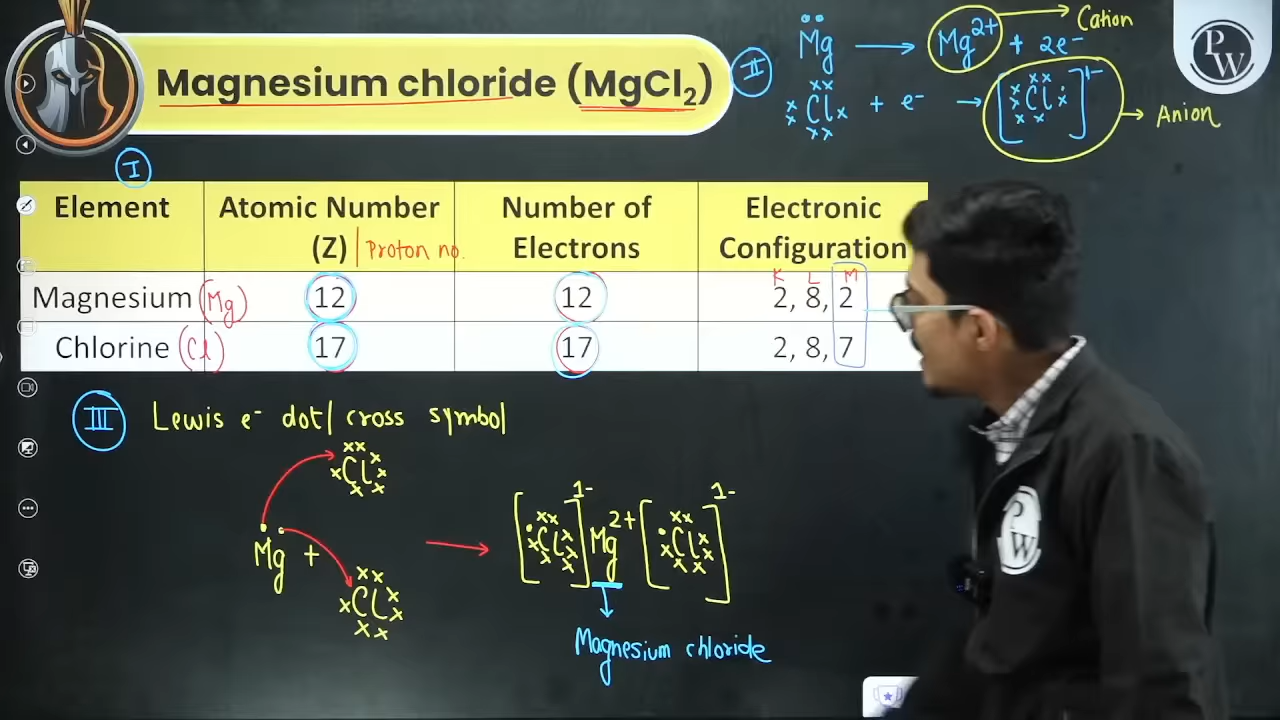 Magnesium chloride (MgCl₂)
II
Mg → Mg²⁺ + 2e⁻
Cation
Cl + e⁻ → [Cl]¹⁻
Anion
PW
I
Element
Atomic Number (Z) | Proton no.
Number of Electrons
Electronic Configuration
K L M
Magnesium (Mg) 12 12 2, 8, 2
Chlorine (Cl) 17 17 2, 8, 7
III Lewis e⁻ dot/cross symbol
Cl
Mg + → [Cl]¹⁻ Mg²⁺ [Cl]¹⁻
Cl
Magnesium chloride
PW